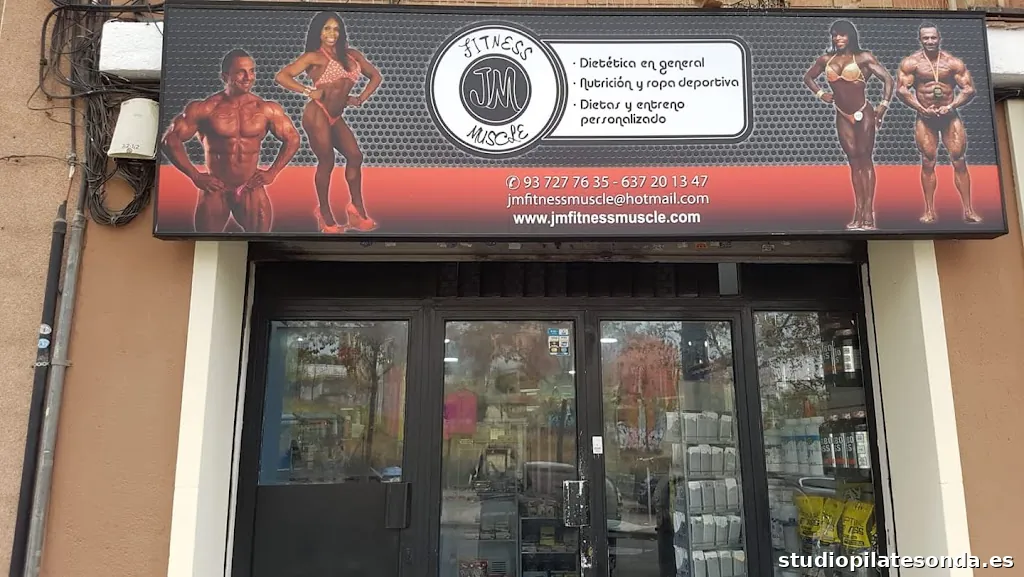 FITNESS
JM
MUSCLE
· Dietética en general
· Nutrición y ropa deportiva
· Dietas y entreno
personalizado
✆ 93 727 76 35 - 637 20 13 47
jmfitnessmuscle@hotmail.com
www.jmfitnessmuscle.com
studiopilatesonda.es